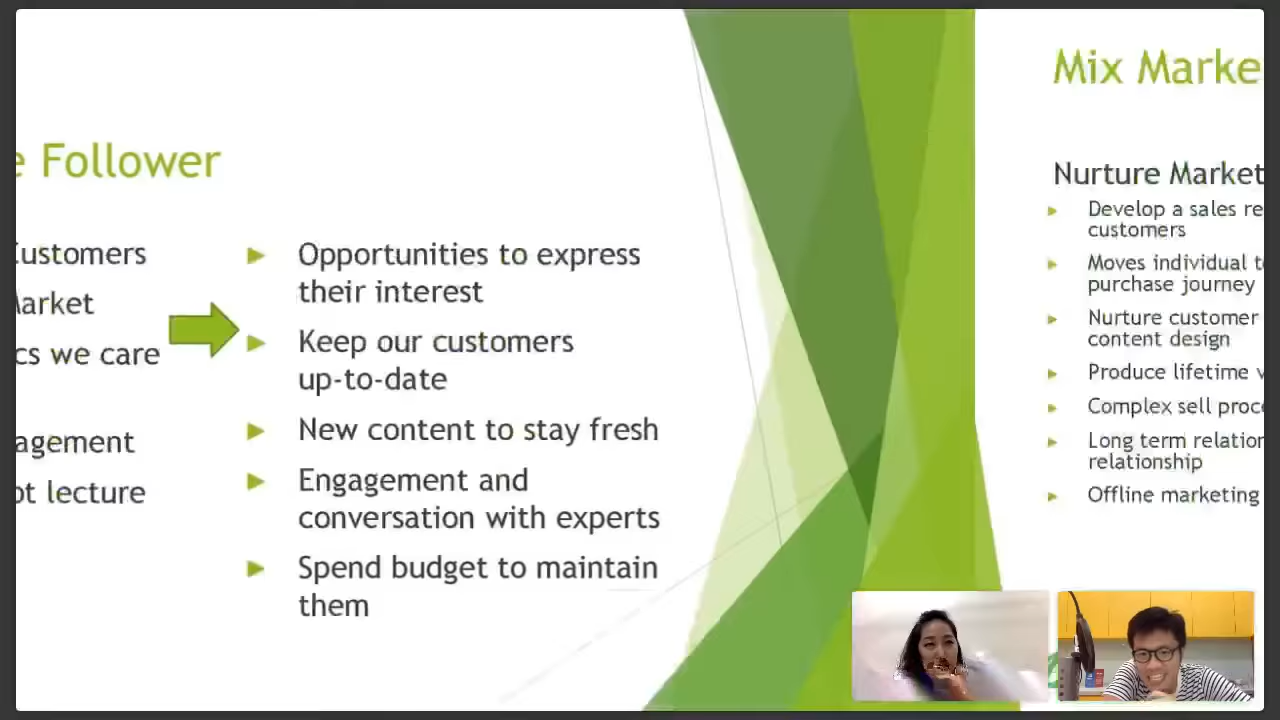 e Follower
Customers
Market
cs we care
agement
ot lecture
Opportunities to express
their interest
Keep our customers
up-to-date
New content to stay fresh
Engagement and
conversation with experts
Spend budget to maintain
them
Mix Marke
Nurture Market
Develop a sales re
customers
Moves individual t
purchase journey
Nurture customer
content design
Produce lifetime v
Complex sell proc
Long term relation
relationship
Offline marketing